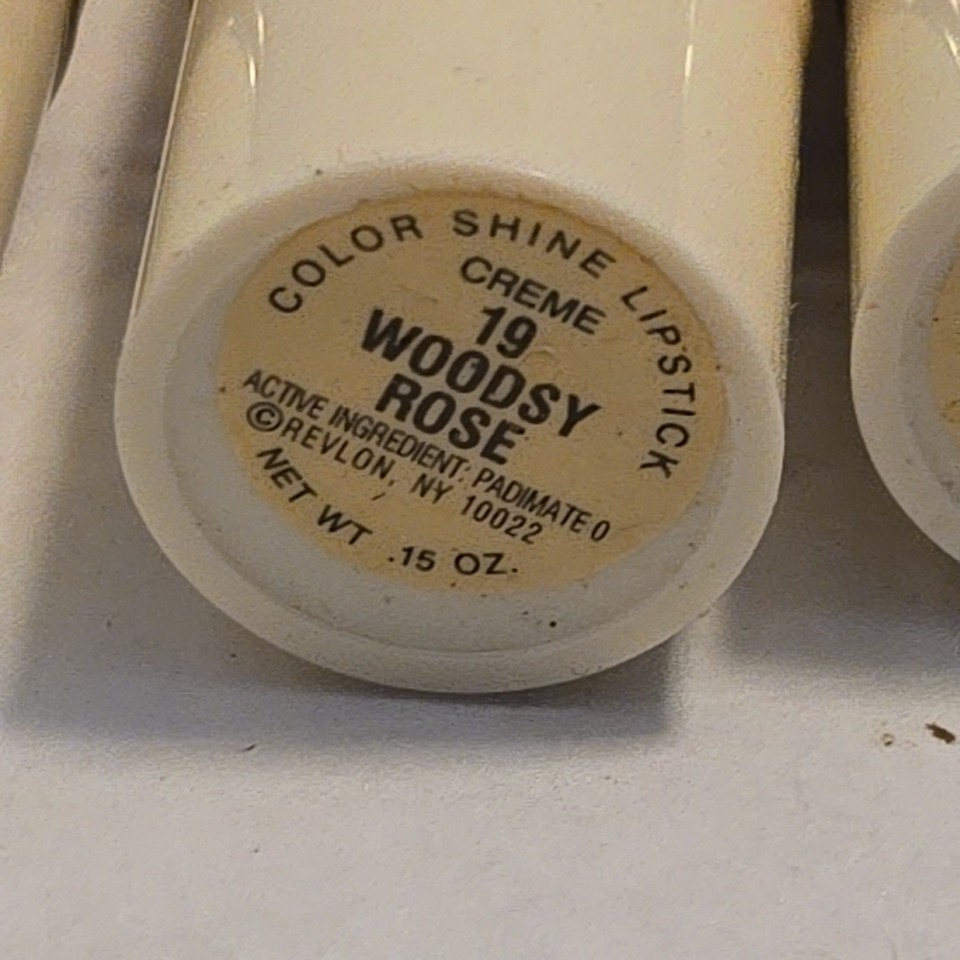 COLOR SHINE LIPSTICK
CREME
19
WOODSY
ROSE
ACTIVE INGREDIENT: PADIMATE O
©REVLON, NY 10022
NET WT .15 OZ.